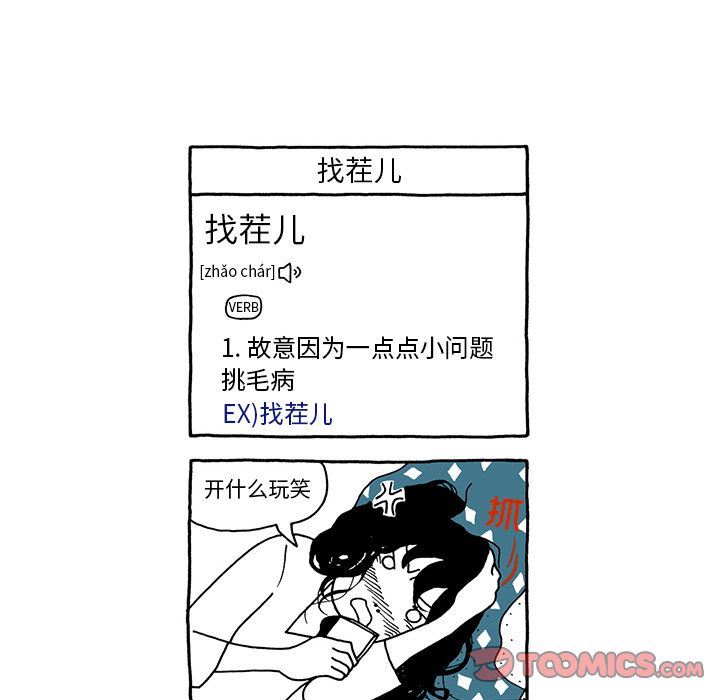 找茬儿
找茬儿
[zhǎo chár]
VERB
1. 故意因为一点点小问题
挑毛病
EX)找茬儿
开什么玩笑
抓
TOOMICS.COM